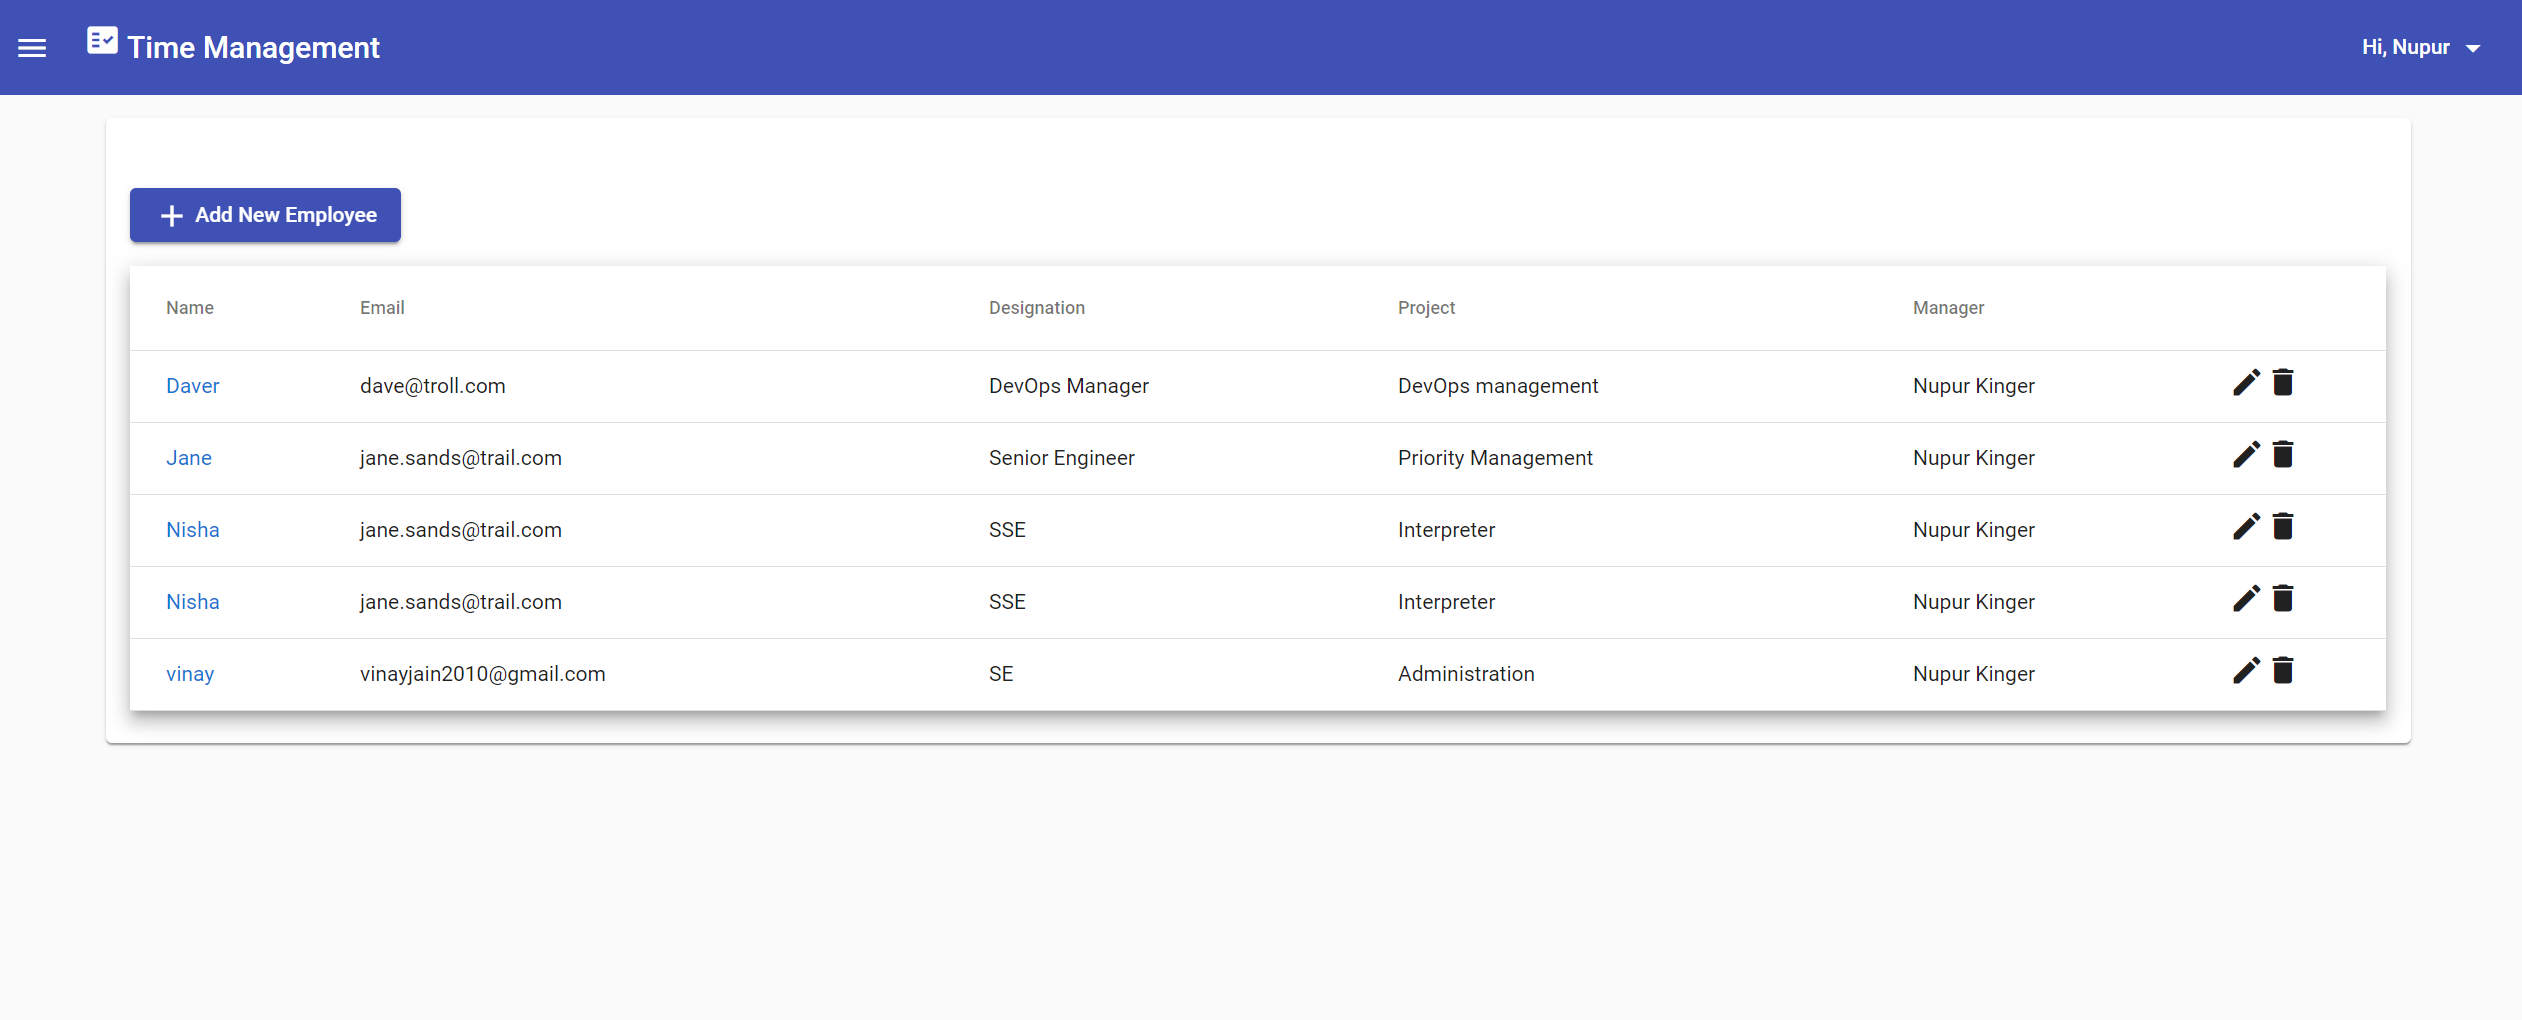 Time Management
Hi, Nupur
Add New Employee
Name Email Designation Project Manager
Daver dave@troll.com DevOps Manager DevOps management Nupur Kinger
Jane jane.sands@trail.com Senior Engineer Priority Management Nupur Kinger
Nisha jane.sands@trail.com SSE Interpreter Nupur Kinger
Nisha jane.sands@trail.com SSE Interpreter Nupur Kinger
vinay vinayjain2010@gmail.com SE Administration Nupur Kinger